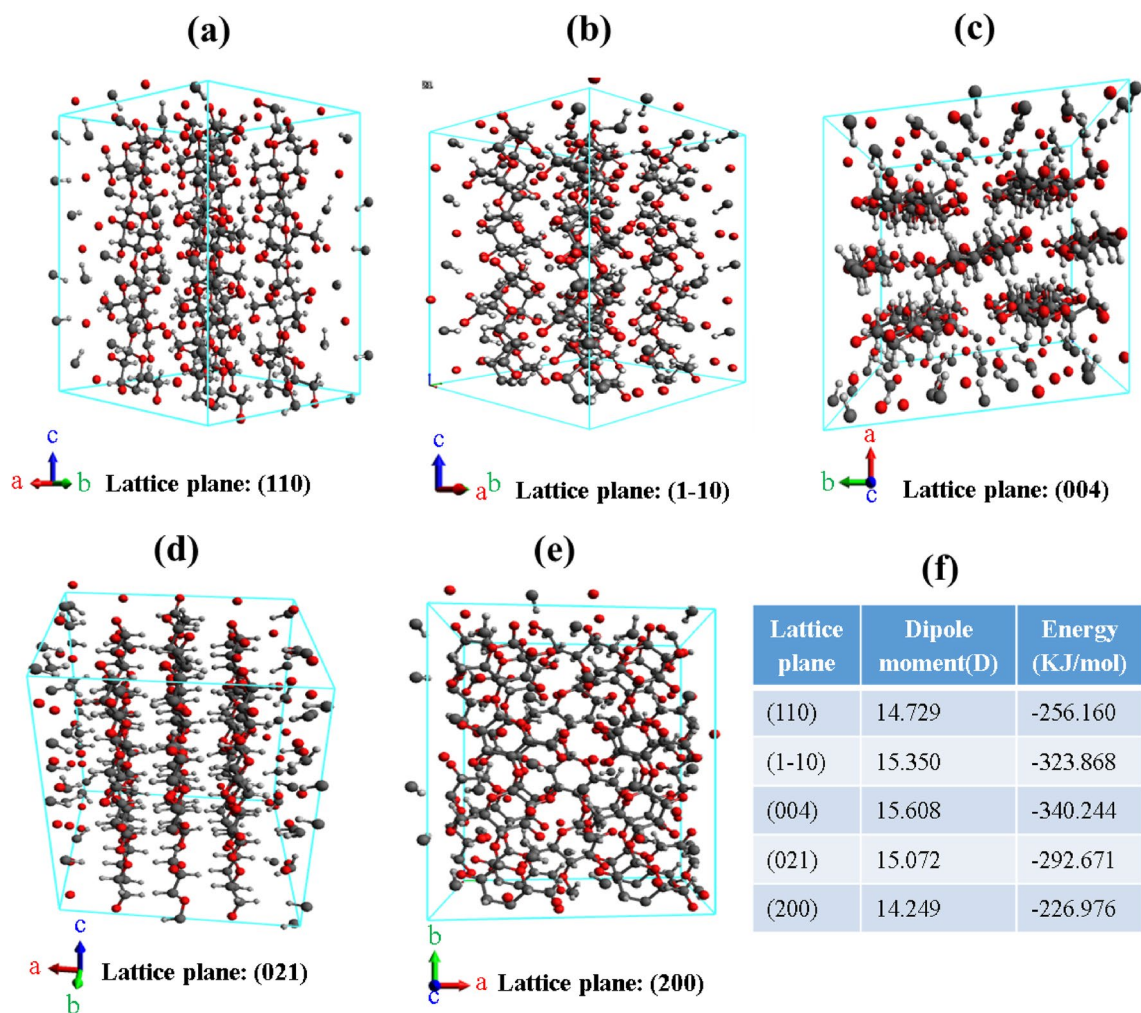 (a)
(b)
(c)
c
a b
Lattice plane: (110)
c
b
a
Lattice plane: (1-10)
a
b
c
Lattice plane: (004)
(d)
(e)
(f)
c
a
b
Lattice plane: (021)
b
a
c
Lattice plane: (200)
Lattice plane
Dipole moment(D)
Energy (KJ/mol)
(110) 14.729 -256.160
(1-10) 15.350 -323.868
(004) 15.608 -340.244
(021) 15.072 -292.671
(200) 14.249 -226.976